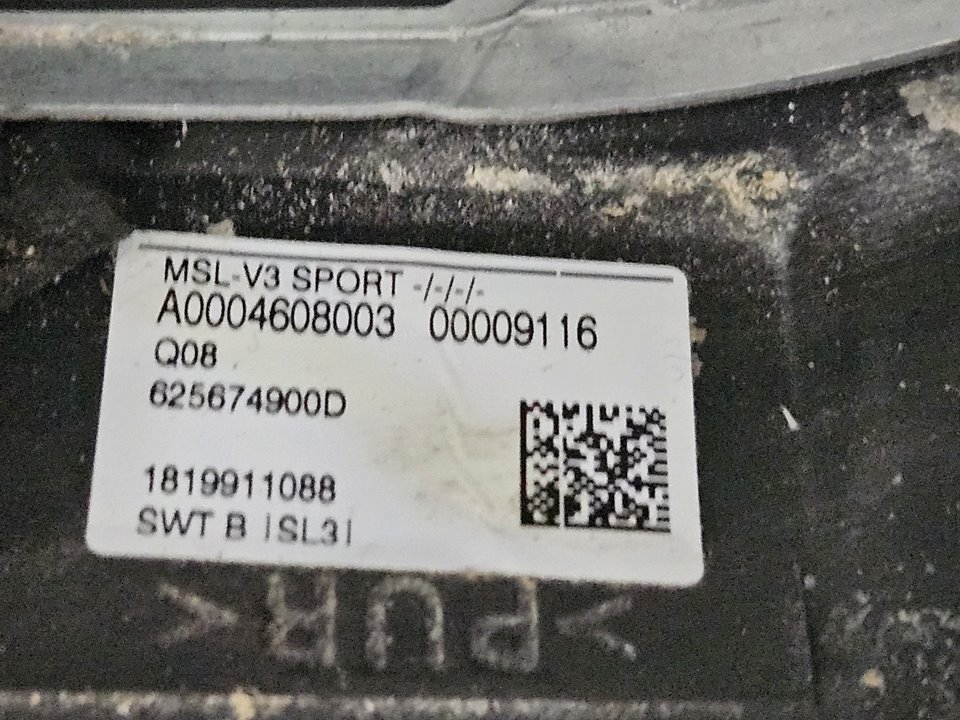 MSL-V3 SPORT -/-/-/-
A0004608003 00009116
Q08
625674900D
1819911088
SWT B |SL3|
>PUR<